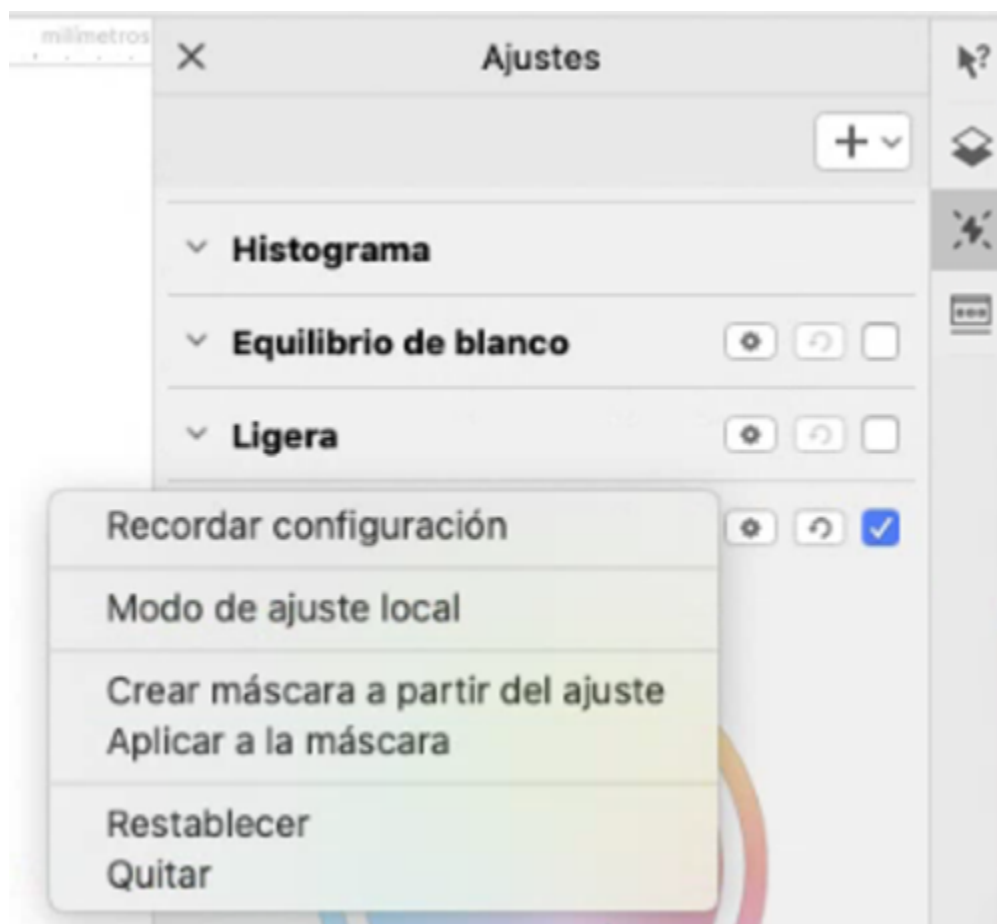 milímetros
Ajustes
Histograma
Equilibrio de blanco
Ligera
Recordar configuración
Modo de ajuste local
Crear máscara a partir del ajuste
Aplicar a la máscara
Restablecer
Quitar